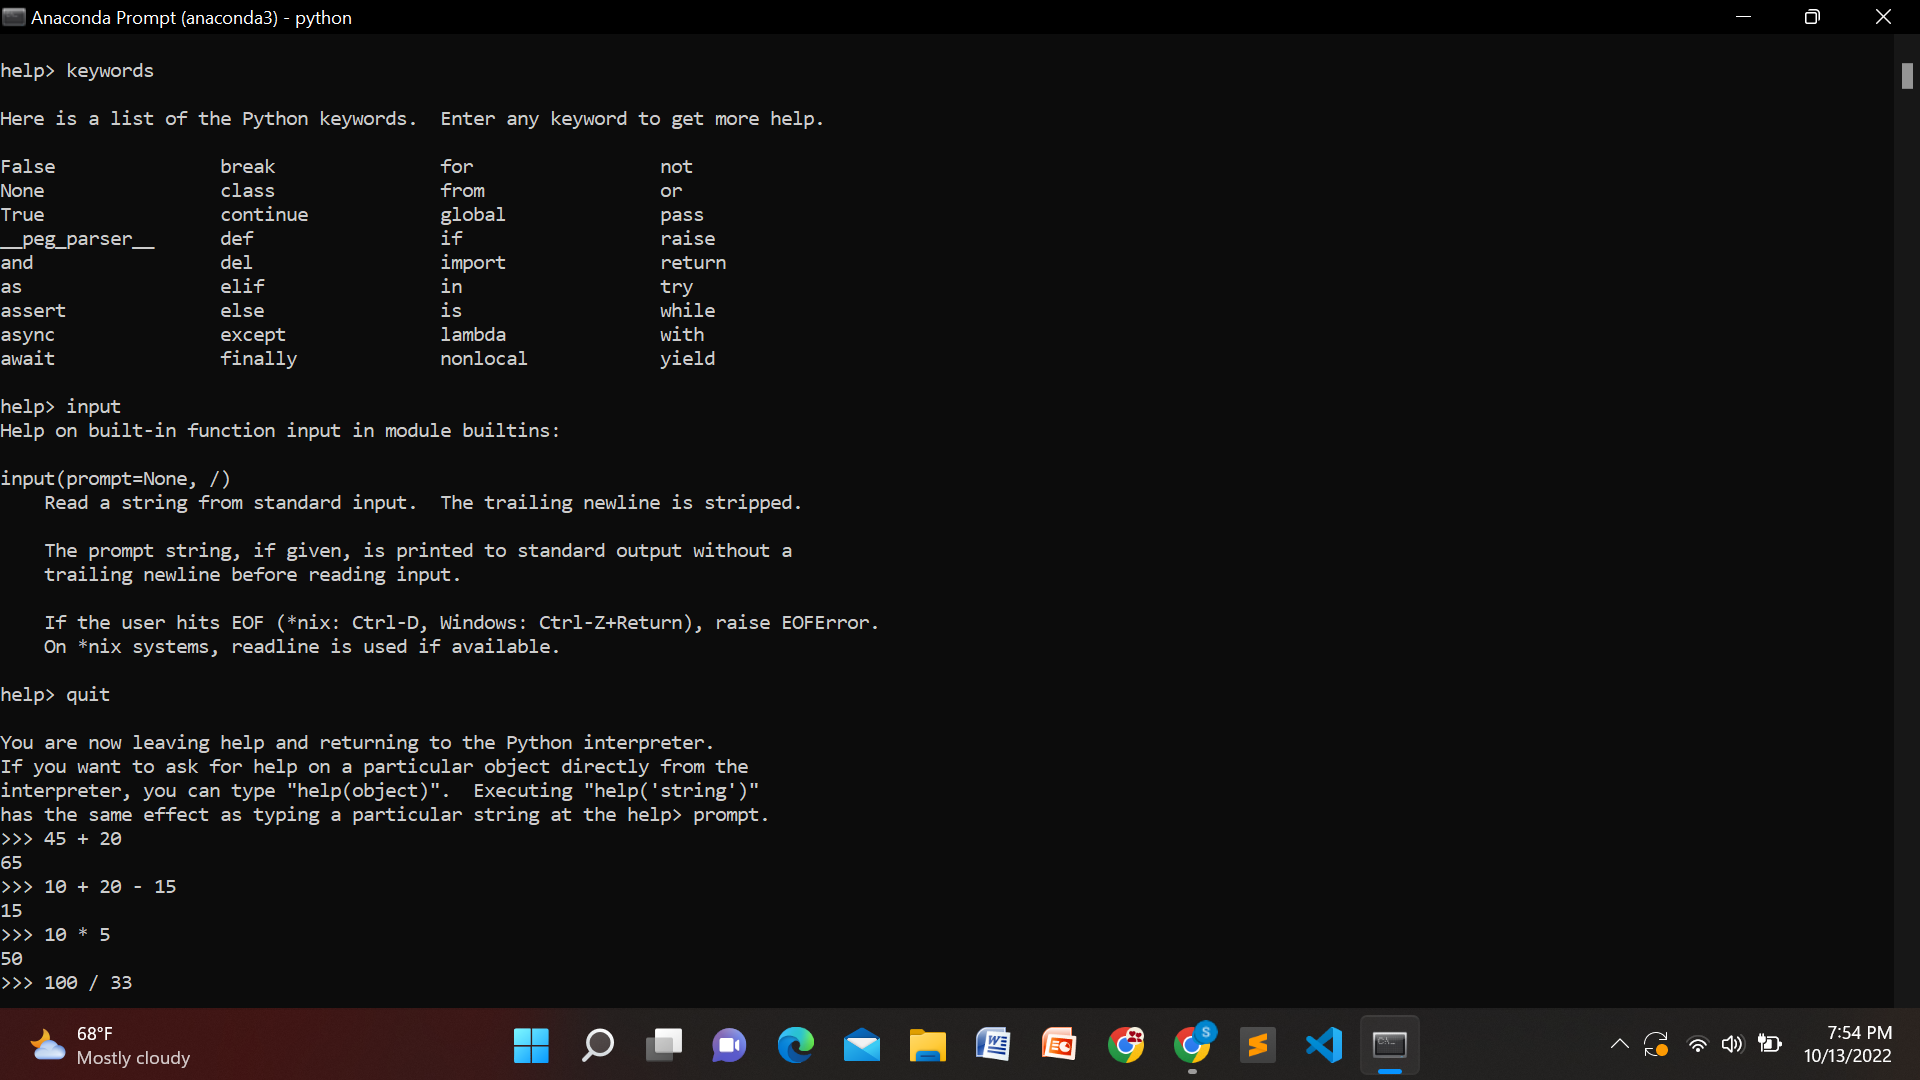 Anaconda Prompt (anaconda3) - python
help> keywords
Here is a list of the Python keywords.  Enter any keyword to get more help.
False               break               for                 not
None                class               from                or
True                continue            global              pass
__peg_parser__      def                 if                  raise
and                 del                 import              return
as                  elif                in                  try
assert              else                is                  while
async               except              lambda              with
await               finally             nonlocal            yield
help> input
Help on built-in function input in module builtins:
input(prompt=None, /)
    Read a string from standard input.  The trailing newline is stripped.
    The prompt string, if given, is printed to standard output without a
    trailing newline before reading input.
    If the user hits EOF (*nix: Ctrl-D, Windows: Ctrl-Z+Return), raise EOFError.
    On *nix systems, readline is used if available.
help> quit
You are now leaving help and returning to the Python interpreter.
If you want to ask for help on a particular object directly from the
interpreter, you can type "help(object)".  Executing "help('string')"
has the same effect as typing a particular string at the help> prompt.
>>> 45 + 20
65
>>> 10 + 20 - 15
15
>>> 10 * 5
50
>>> 100 / 33
68°F
Mostly cloudy
S
7:54 PM
10/13/2022